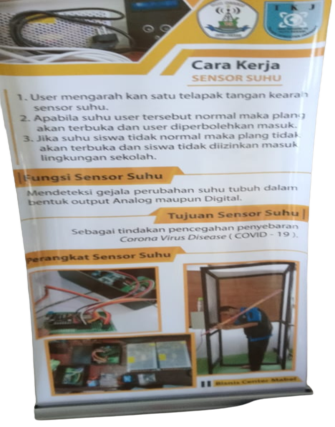 TKJ
Cara Kerja
SENSOR SUHU
1. User mengarah kan satu telapak tangan kearah
sensor suhu.
2. Apabila suhu user tersebut normal maka plang
akan terbuka dan user diperbolehkan masuk.
3. Jika suhu siswa tidak normal maka plang tidak
akan terbuka dan siswa tidak diizinkan masuk
lingkungan sekolah.
Fungsi Sensor Suhu
Mendeteksi gejala perubahan suhu tubuh dalam
bentuk output Analog maupun Digital.
Tujuan Sensor Suhu
Sebagai tindakan pencegahan penyebaran
Corona Virus Disease ( COVID - 19 ).
Perangkat Sensor Suhu